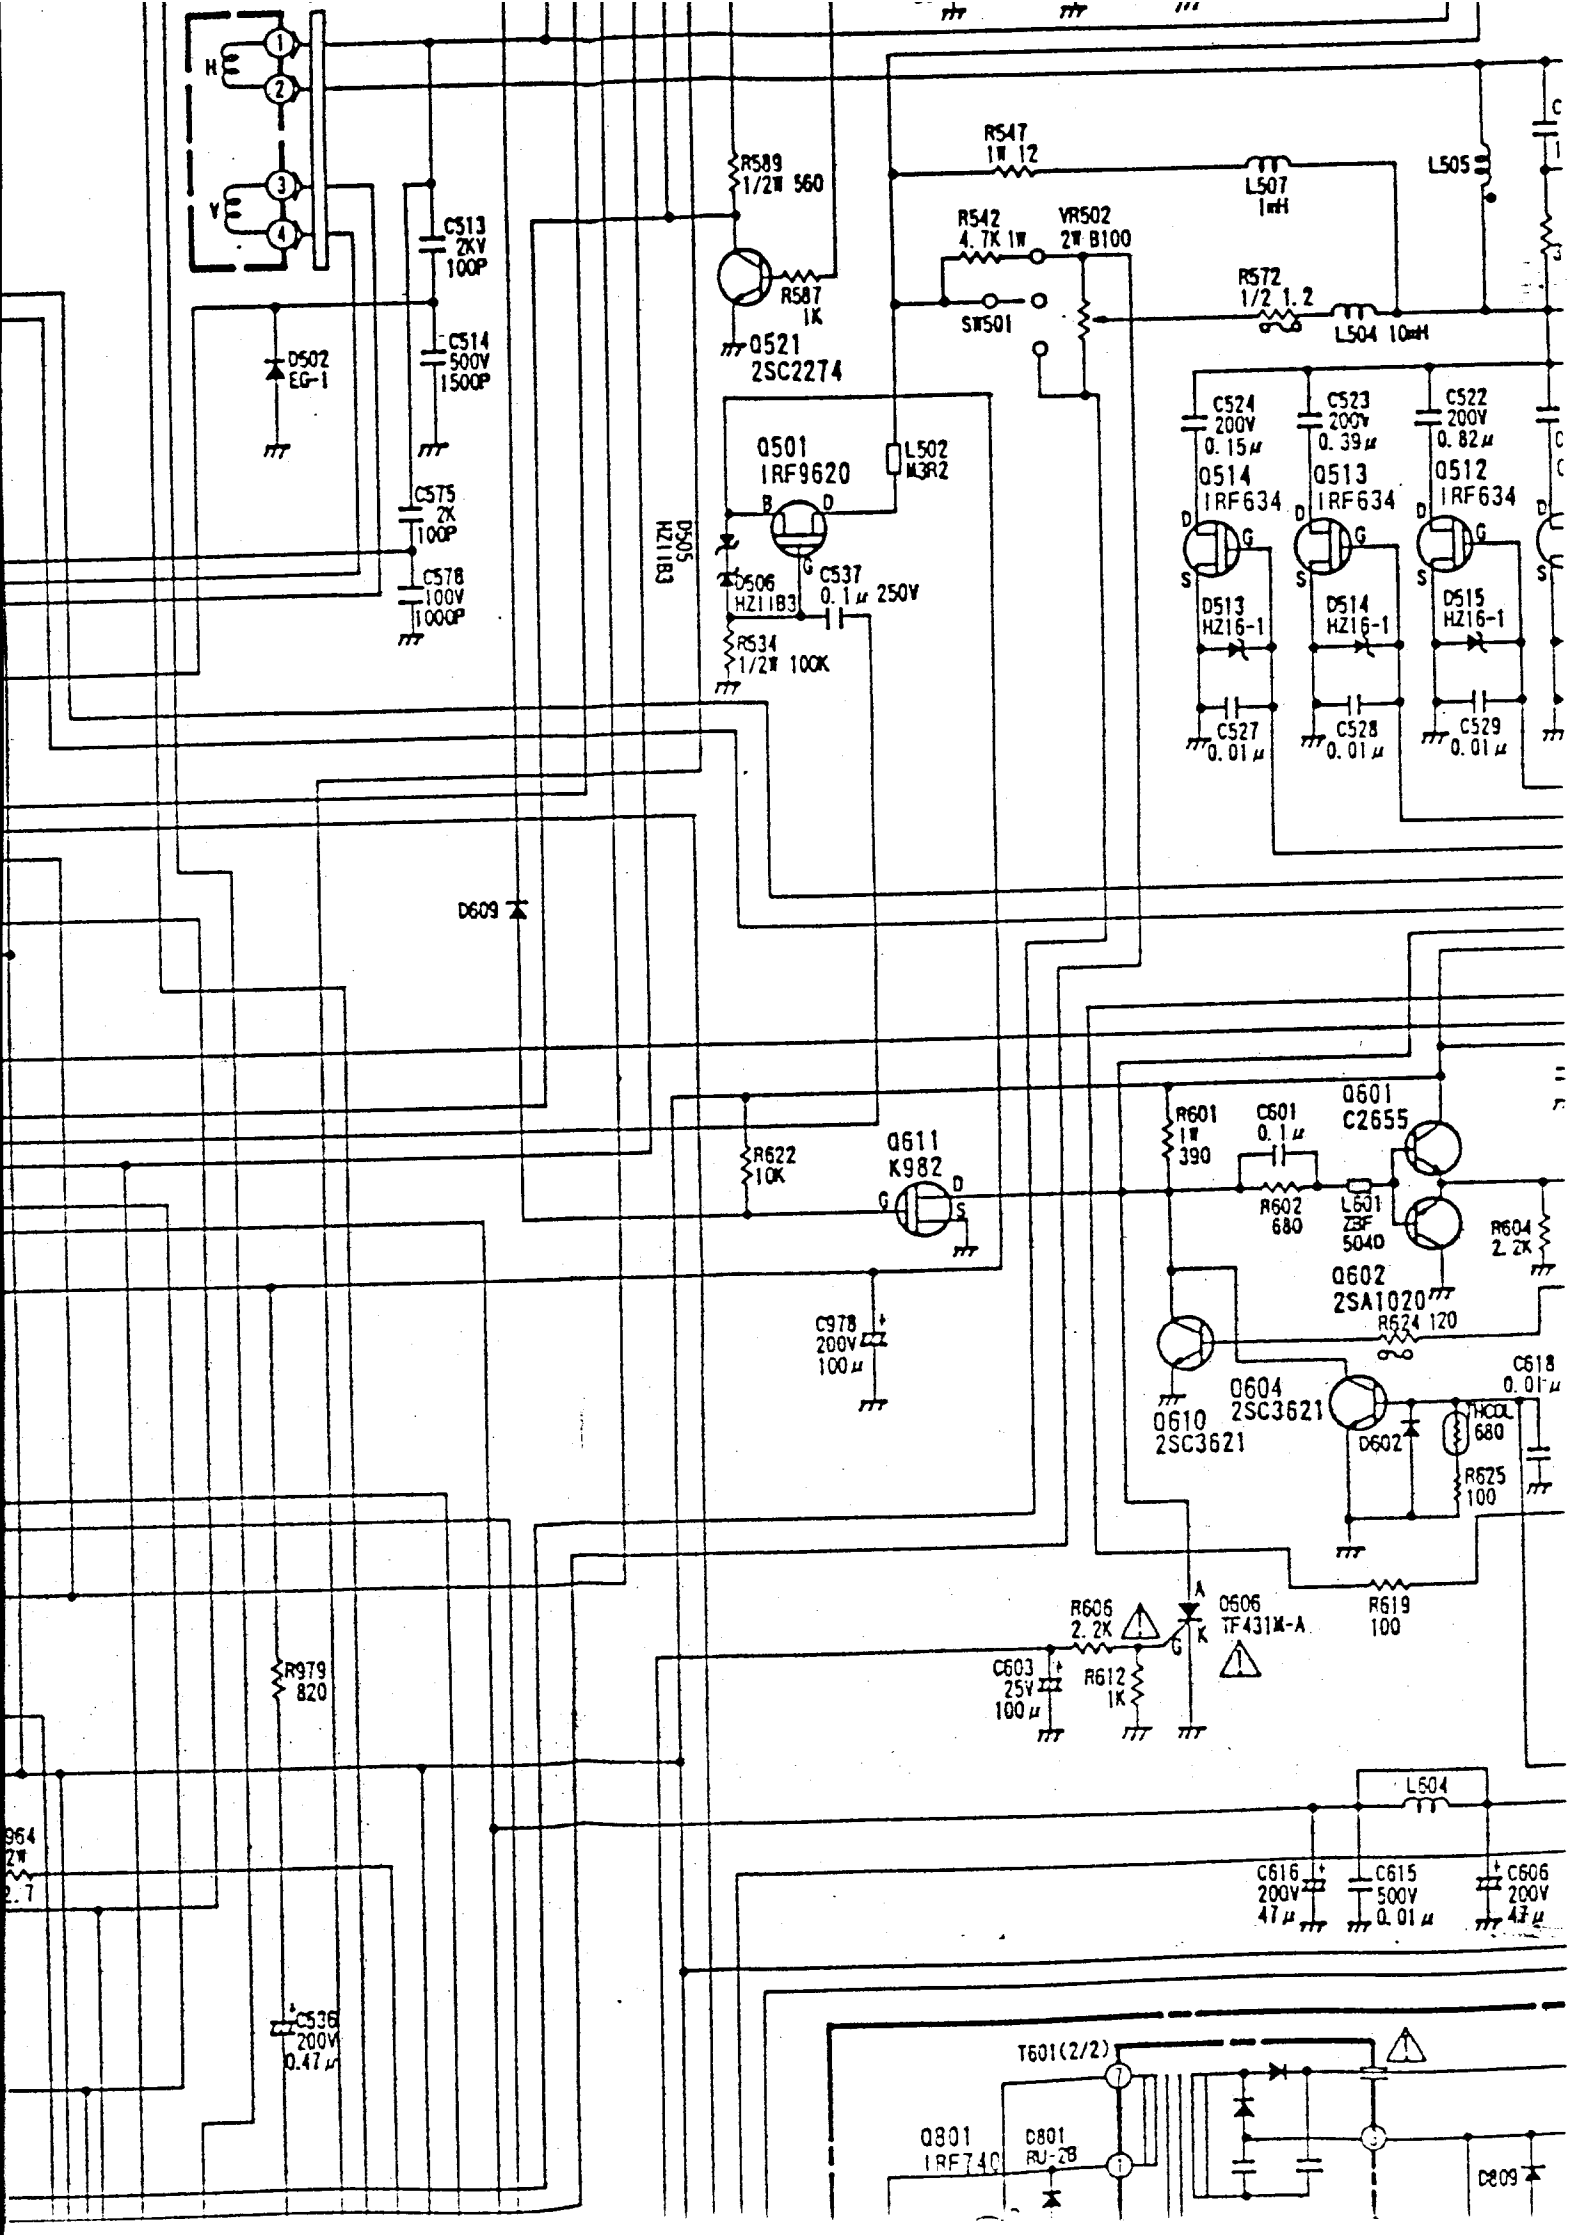 1
H
2
3
V
4
C513
2KV
100P
C514
500V
1500P
D502
EG-1
C575
2K
100P
C578
100V
1000P
R589
1/2W 560
R587
1K
Q521
2SC2274
R547
1W 12
L507
1mH
L505
R542
4.7K 1W
VR502
2W B100
SW501
R572
1/2 1.2
L504 10mH
Q501
IRF9620
L502
M3R2
B
D
G
D505
HZ11B3
D506
HZ11B3
C537
0.1μ 250V
R534
1/2W 100K
C524
200V
0.15μ
Q514
IRF634
C523
200V
0.39μ
Q513
IRF634
C522
200V
0.82μ
Q512
IRF634
D
G
S
D
G
S
D
G
S
D
S
D513
HZ16-1
D514
HZ16-1
D515
HZ16-1
C527
0.01μ
C528
0.01μ
C529
0.01μ
D609
R622
10K
Q611
K982
G
D
S
R601
1W
390
C601
0.1μ
Q601
C2655
R602
680
L601
ZBF
504D
R604
2.2K
Q602
2SA1020
R624 120
C978
200V
100μ
Q610
2SC3621
Q604
2SC3621
D602
THCOL
680
C618
0.01μ
R625
100
R619
100
A
K
G
Q606
TF431M-A
R606
2.2K
R612
1K
C603
25V
100μ
R979
820
964
2W
2.7
L604
C616
200V
47μ
C615
500V
0.01μ
C606
200V
47μ
C536
200V
0.47μ
T601(2/2)
7
Q801
IRF740
D801
RU-2B
D809